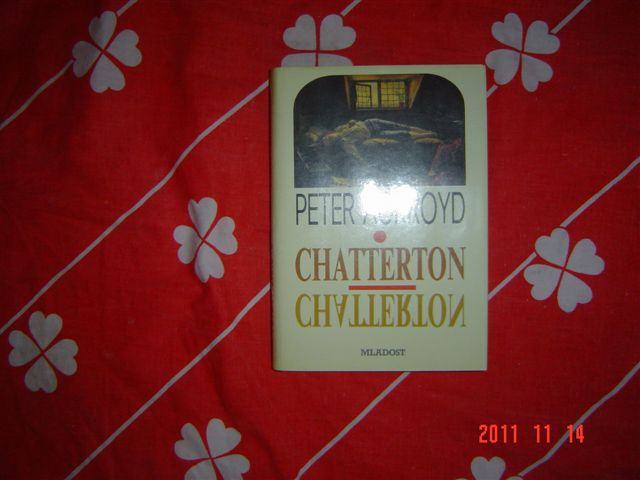 PETER ACKROYD
CHATTERTON
CHATTERTON
MLADOST
2011 11 14